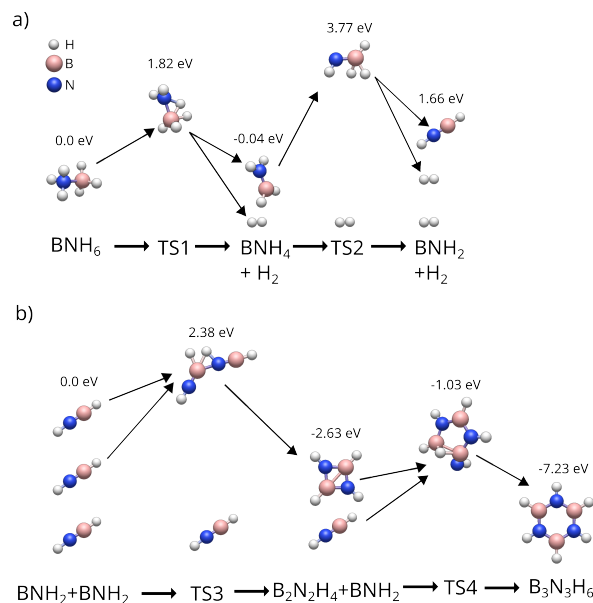 a)
H
B
N
0.0 eV
1.82 eV
-0.04 eV
3.77 eV
1.66 eV
BNH₆
TS1
BNH₄
+ H₂
TS2
BNH₂
+H₂
b)
0.0 eV
2.38 eV
-2.63 eV
-1.03 eV
-7.23 eV
BNH₂+BNH₂
TS3
B₂N₂H₄+BNH₂
TS4
B₃N₃H₆